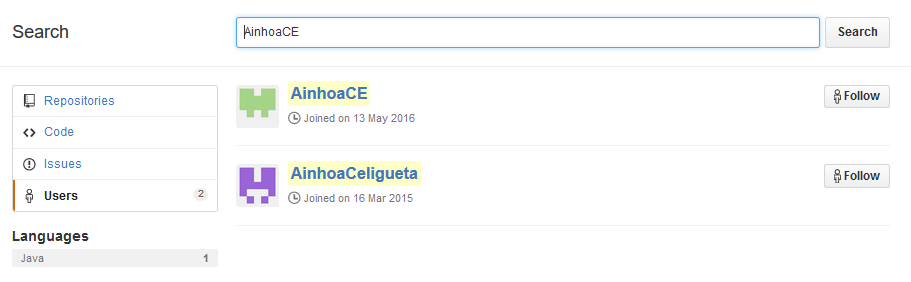 Search
AinhoaCE
Search
Repositories
Code
Issues
Users 2
Languages
Java 1
AinhoaCE
Joined on 13 May 2016
Follow
AinhoaCeligueta
Joined on 16 Mar 2015
Follow